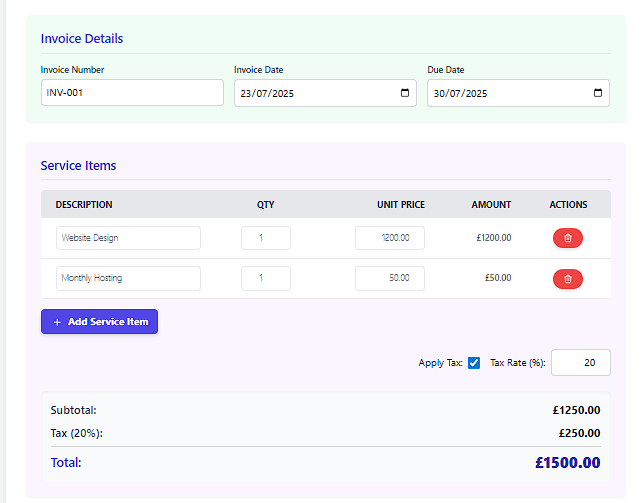 Invoice Details
Invoice Number Invoice Date Due Date
INV-001 23/07/2025 30/07/2025
Service Items
DESCRIPTION QTY UNIT PRICE AMOUNT ACTIONS
Website Design 1 1200.00 £1200.00
Monthly Hosting 1 50.00 £50.00
+ Add Service Item
Apply Tax: Tax Rate (%): 20
Subtotal: £1250.00
Tax (20%): £250.00
Total: £1500.00